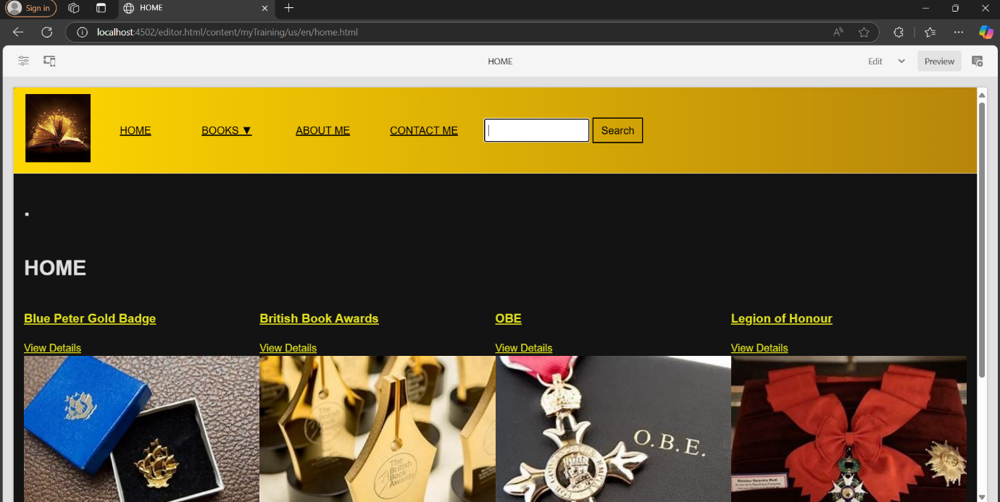 Sign in
HOME
localhost:4502/editor.html/content/myTraining/us/en/home.html
HOME
Edit
Preview
HOME
BOOKS ▼
ABOUT ME
CONTACT ME
Search
.
HOME
Blue Peter Gold Badge
British Book Awards
OBE
Legion of Honour
View Details
View Details
View Details
View Details
The
British
Book
Awards
O.B.E.